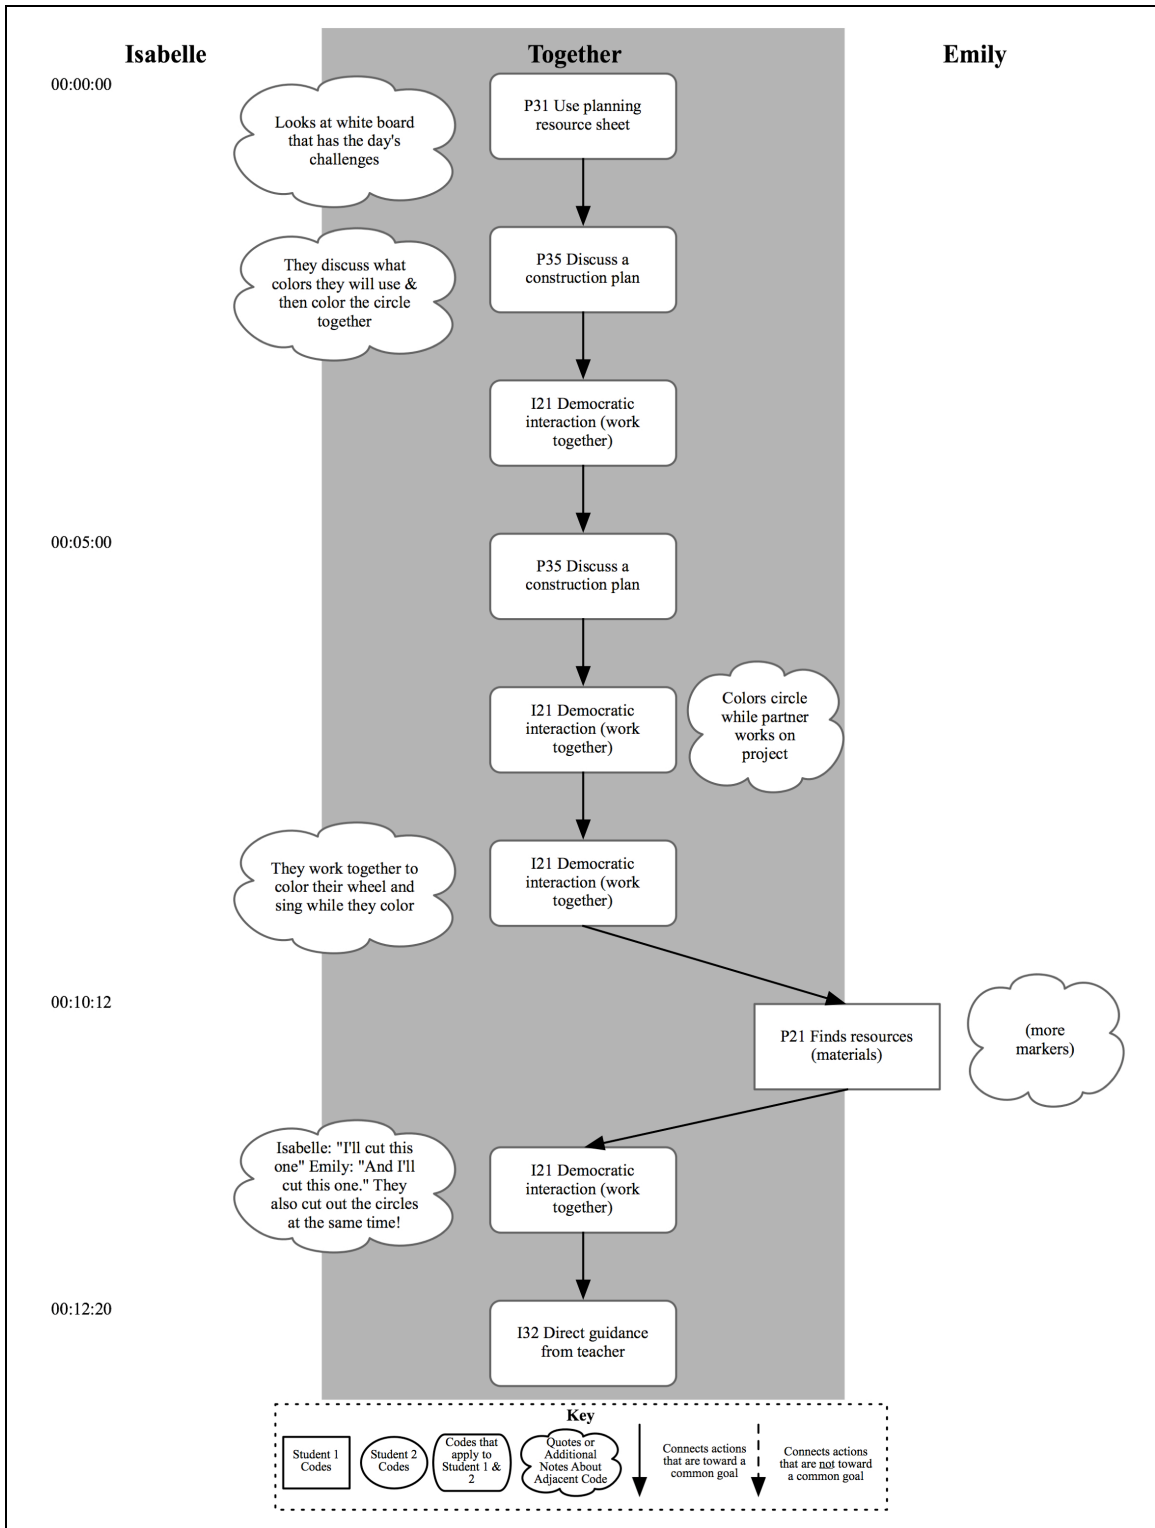 Isabelle
Together
Emily
00:00:00
Looks at white board
that has the day's
challenges
P31 Use planning
resource sheet
They discuss what
colors they will use &
then color the circle
together
P35 Discuss a
construction plan
I21 Democratic
interaction (work
together)
00:05:00
P35 Discuss a
construction plan
I21 Democratic
interaction (work
together)
Colors circle
while partner
works on
project
They work together to
color their wheel and
sing while they color
I21 Democratic
interaction (work
together)
00:10:12
P21 Finds resources
(materials)
(more
markers)
Isabelle: "I'll cut this
one" Emily: "And I'll
cut this one." They
also cut out the circles
at the same time!
I21 Democratic
interaction (work
together)
00:12:20
I32 Direct guidance
from teacher
Key
Student 1
Codes
Student 2
Codes
Codes that
apply to
Student 1 &
2
Quotes or
Additional
Notes About
Adjacent Code
Connects actions
that are toward a
common goal
Connects actions
that are not toward
a common goal